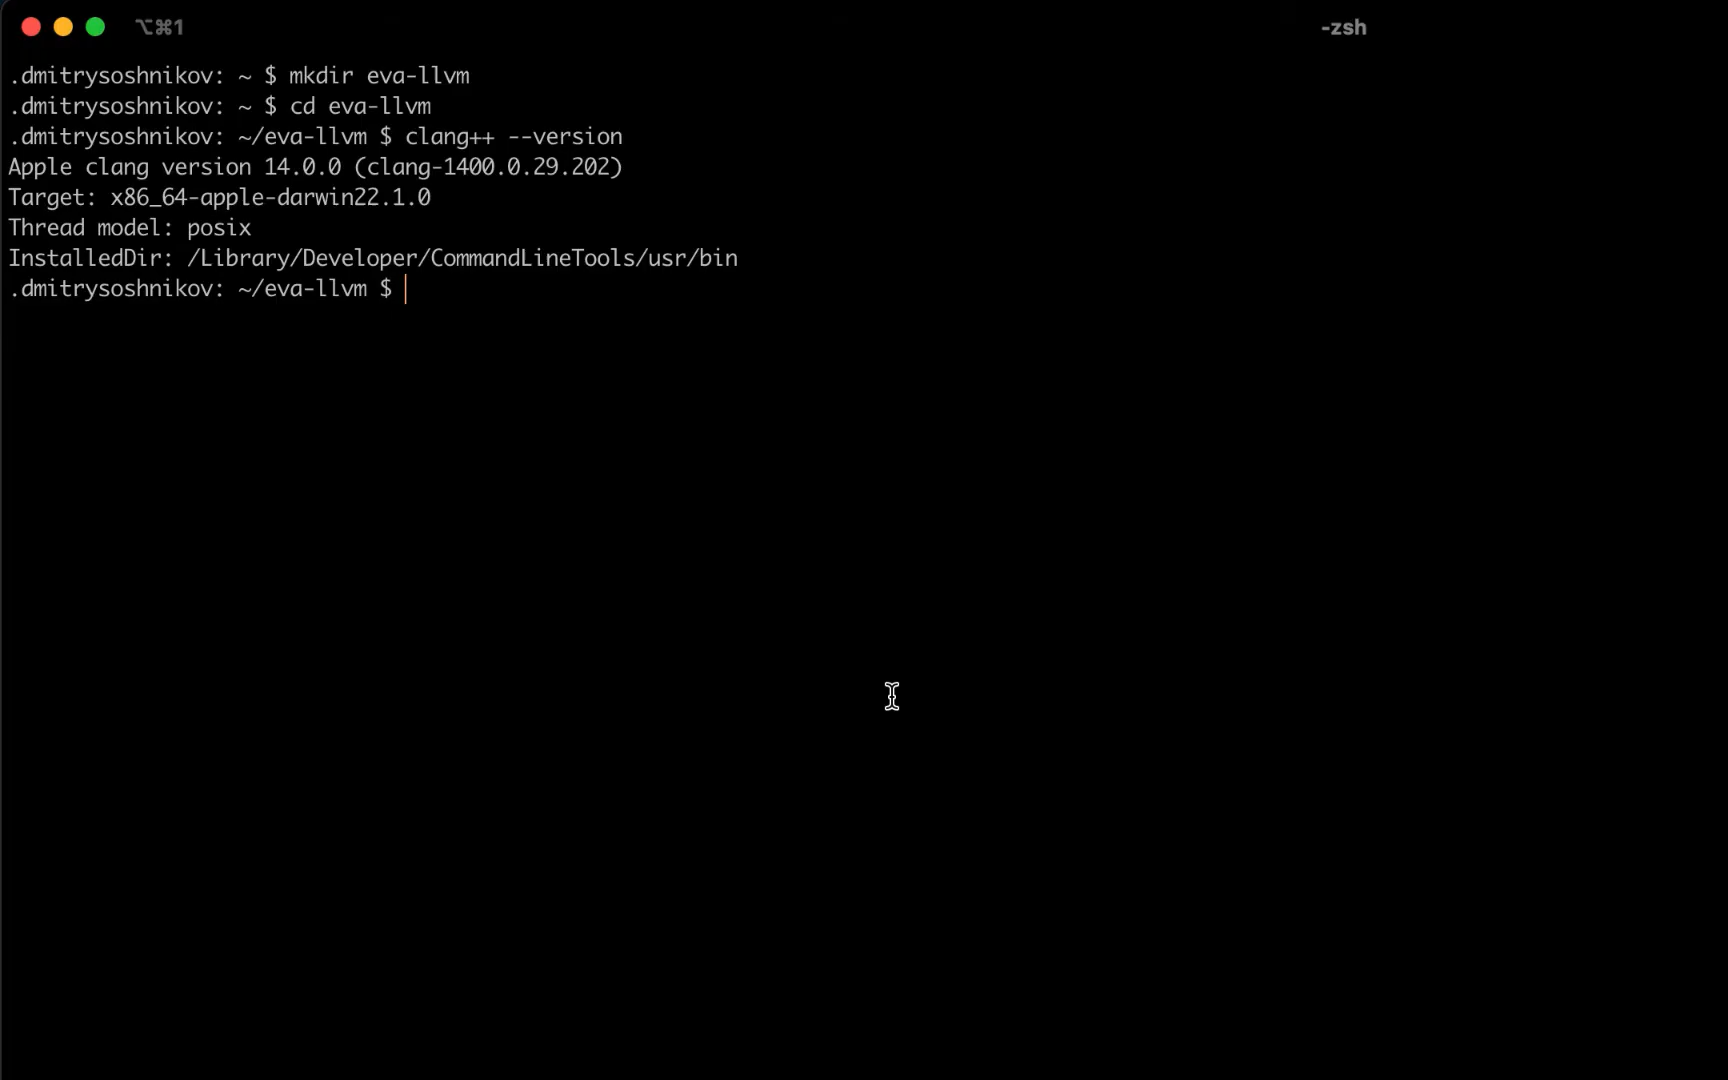 ⌥⌘1
-zsh
.dmitrysoshnikov: ~ $ mkdir eva-llvm
.dmitrysoshnikov: ~ $ cd eva-llvm
.dmitrysoshnikov: ~/eva-llvm $ clang++ --version
Apple clang version 14.0.0 (clang-1400.0.29.202)
Target: x86_64-apple-darwin22.1.0
Thread model: posix
InstalledDir: /Library/Developer/CommandLineTools/usr/bin
.dmitrysoshnikov: ~/eva-llvm $